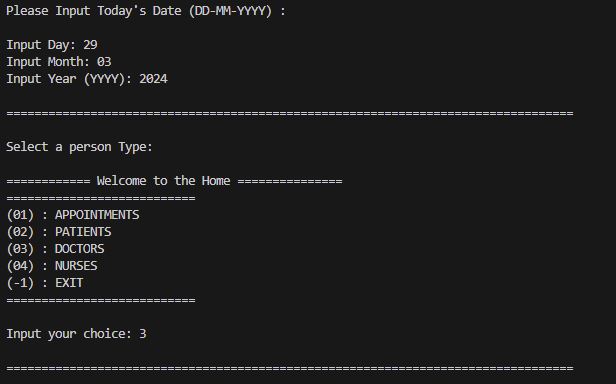 Please Input Today's Date (DD-MM-YYYY) :
Input Day: 29
Input Month: 03
Input Year (YYYY): 2024
=================================================================================
Select a person Type:
============ Welcome to the Home ===============
===========================
(01) : APPOINTMENTS
(02) : PATIENTS
(03) : DOCTORS
(04) : NURSES
(-1) : EXIT
===========================
Input your choice: 3
=================================================================================